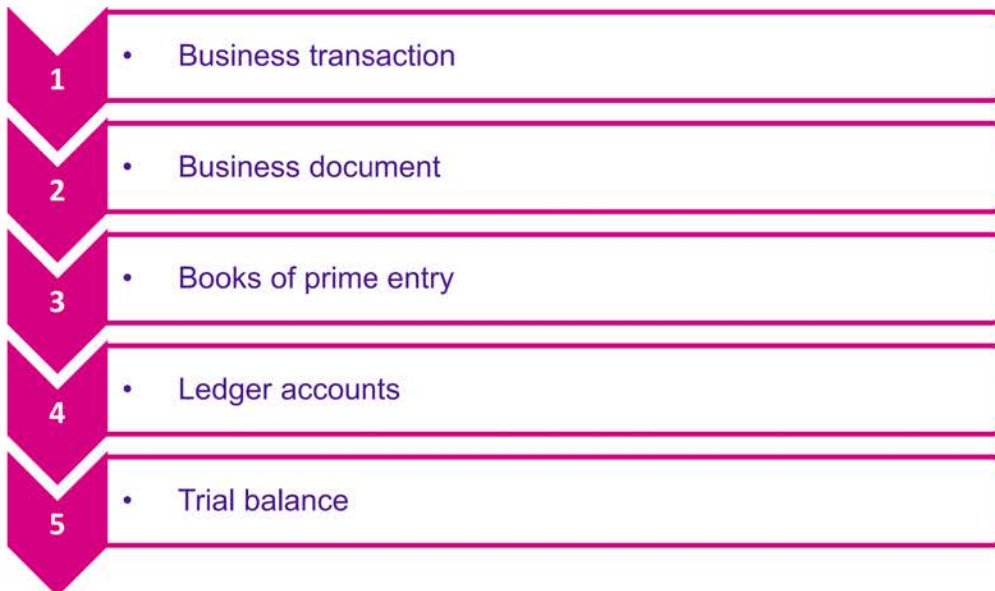 1 • Business transaction
2 • Business document
3 • Books of prime entry
4 • Ledger accounts
5 • Trial balance